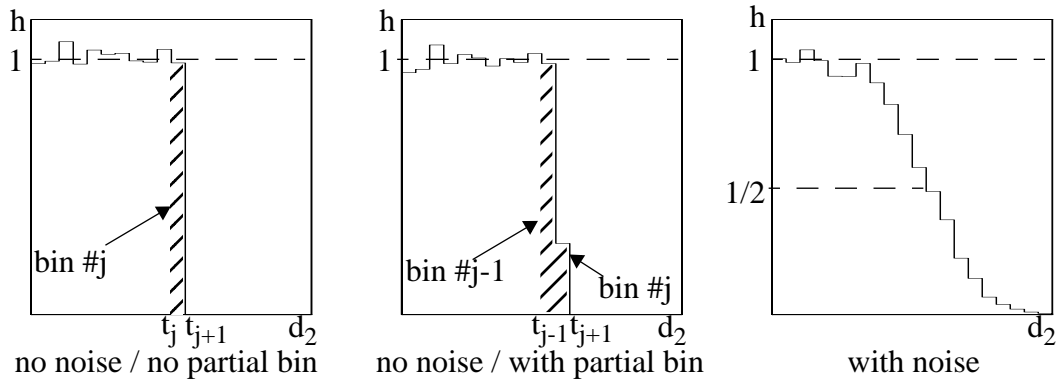 h
1
bin #j
t_j t_{j+1} d_2
no noise / no partial bin
h
1
bin #j-1
bin #j
t_{j-1} t_{j+1} d_2
no noise / with partial bin
h
1
1/2
d_2
with noise